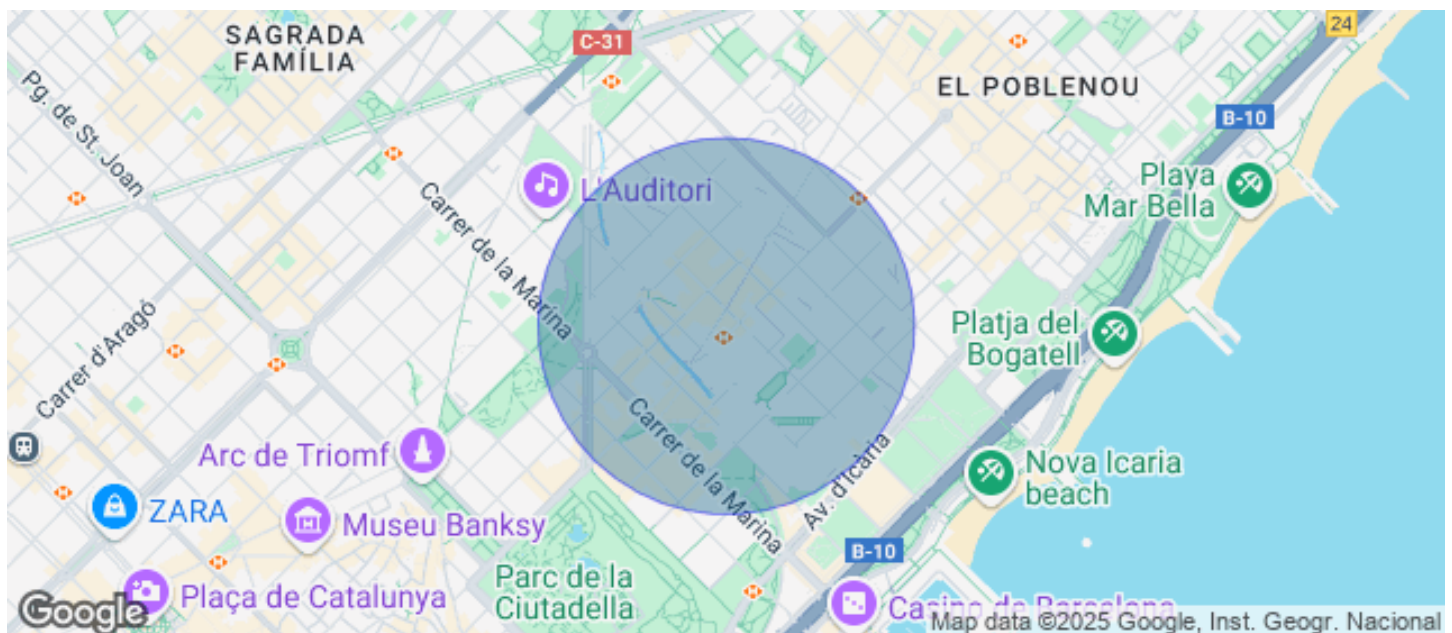 SAGRADA
FAMÍLIA
C-31
24
EL POBLENOU
B-10
Pg. de St. Joan
L'Auditori
Playa
Mar Bella
Carrer de la Marina
Carrer d'Aragó
Platja del
Bogatell
Arc de Triomf
Carrer de la Marina
Av. d'Icària
Nova Icaria
beach
ZARA
Museu Banksy
B-10
Parc de la
Ciutadella
Plaça de Catalunya
Casino de Barcelona
Google
Map data ©2025 Google, Inst. Geogr. Nacional